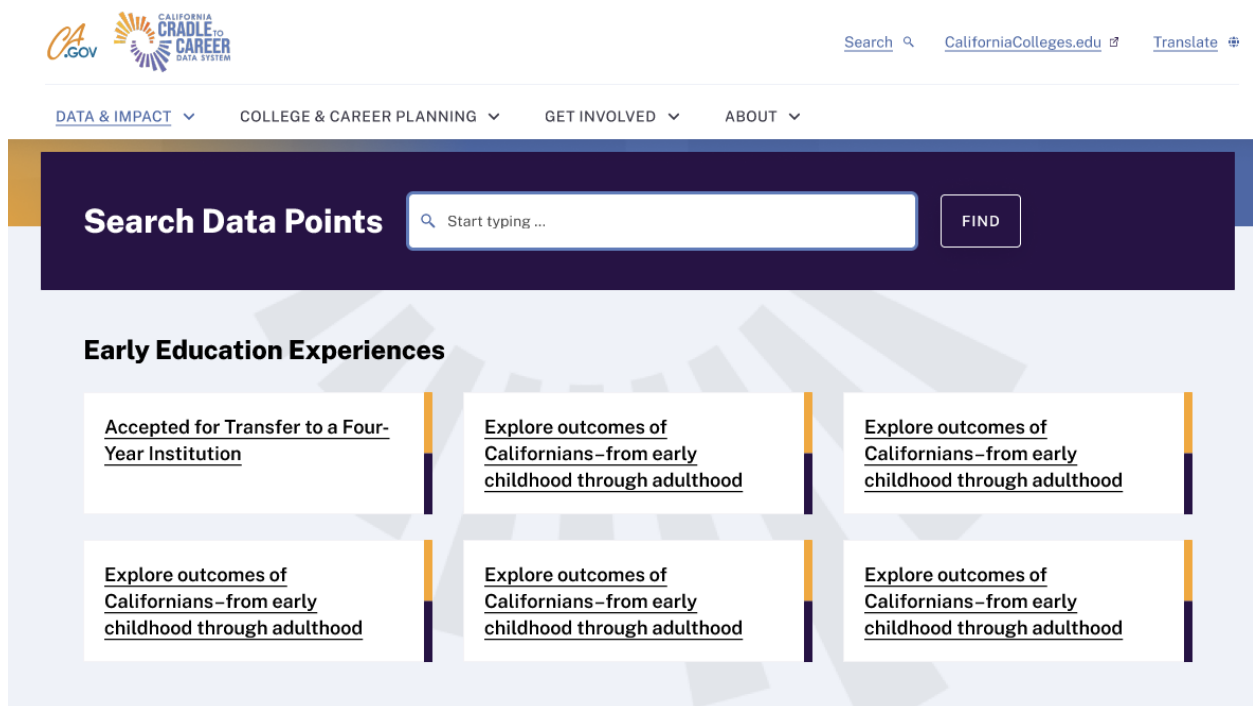 CA
.GOV
CALIFORNIA
CRADLE TO
CAREER
DATA SYSTEM
Search
CaliforniaColleges.edu
Translate
DATA & IMPACT
COLLEGE & CAREER PLANNING
GET INVOLVED
ABOUT
Search Data Points
Start typing ...
FIND
Early Education Experiences
Accepted for Transfer to a Four-
Year Institution
Explore outcomes of
Californians–from early
childhood through adulthood
Explore outcomes of
Californians–from early
childhood through adulthood
Explore outcomes of
Californians–from early
childhood through adulthood
Explore outcomes of
Californians–from early
childhood through adulthood
Explore outcomes of
Californians–from early
childhood through adulthood